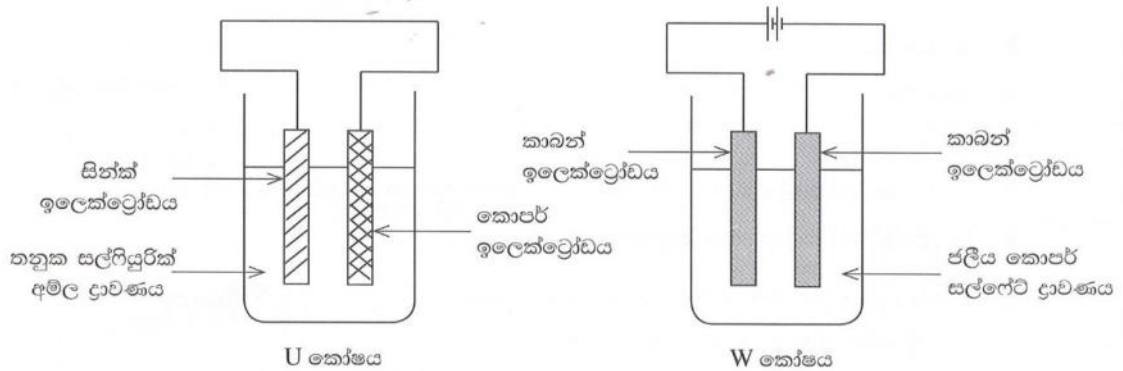 සින්ක්
ඉලෙක්ට්‍රෝඩය
තනුක සල්ෆියුරික්
අම්ල ද්‍රාවණය
කොපර්
ඉලෙක්ට්‍රෝඩය
U කෝෂය
කාබන්
ඉලෙක්ට්‍රෝඩය
කාබන්
ඉලෙක්ට්‍රෝඩය
ජලීය කොපර්
සල්ෆේට් ද්‍රාවණය
W කෝෂය